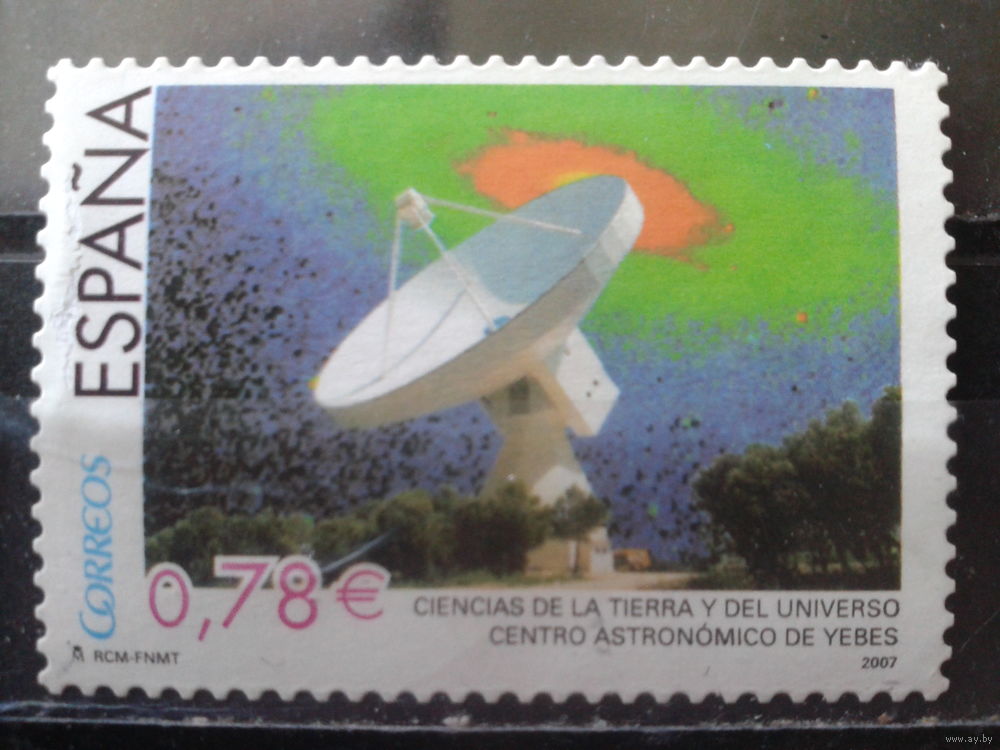 ESPAÑA
CORREOS
0,78€
CIENCIAS DE LA TIERRA Y DEL UNIVERSO
CENTRO ASTRONÓMICO DE YEBES
2007
RCM-FNMT
www.ay.by